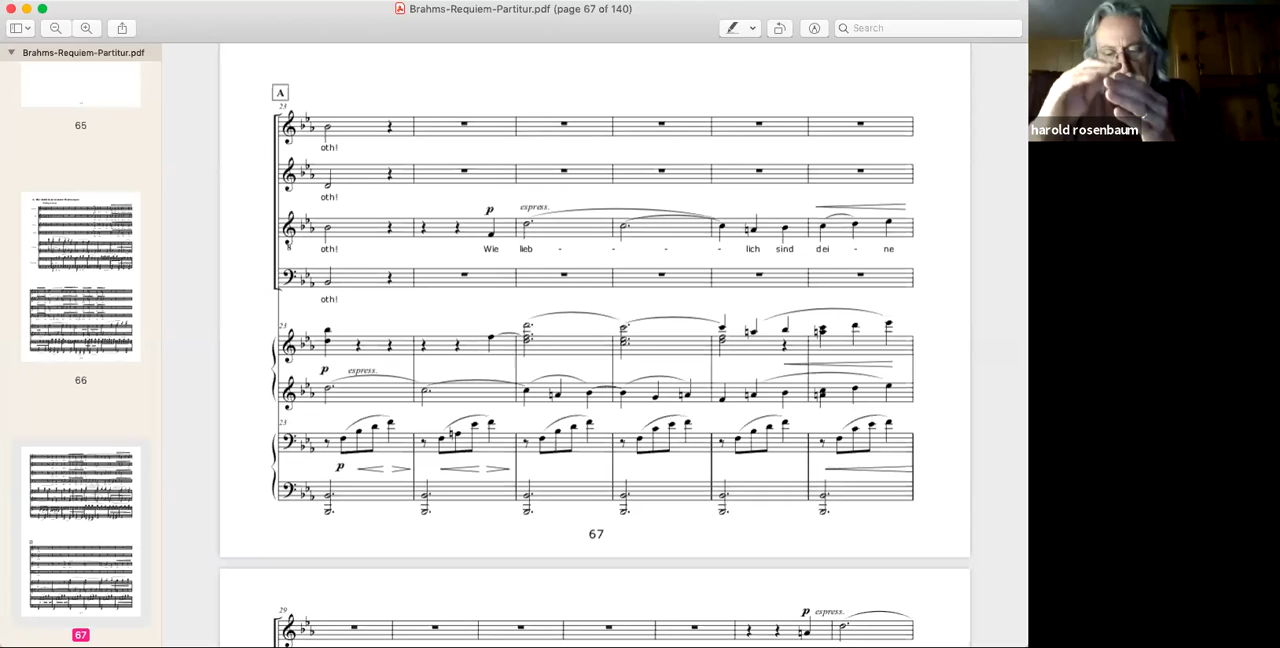 Brahms-Requiem-Partitur.pdf (page 67 of 140)
Search
Brahms-Requiem-Partitur.pdf
65
66
67
A
23
oth!
oth!
p espress.
oth! Wie lieb - - - - lich sind dei - ne
oth!
23
p espress.
23
p
67
29
p espress.
harold rosenbaum